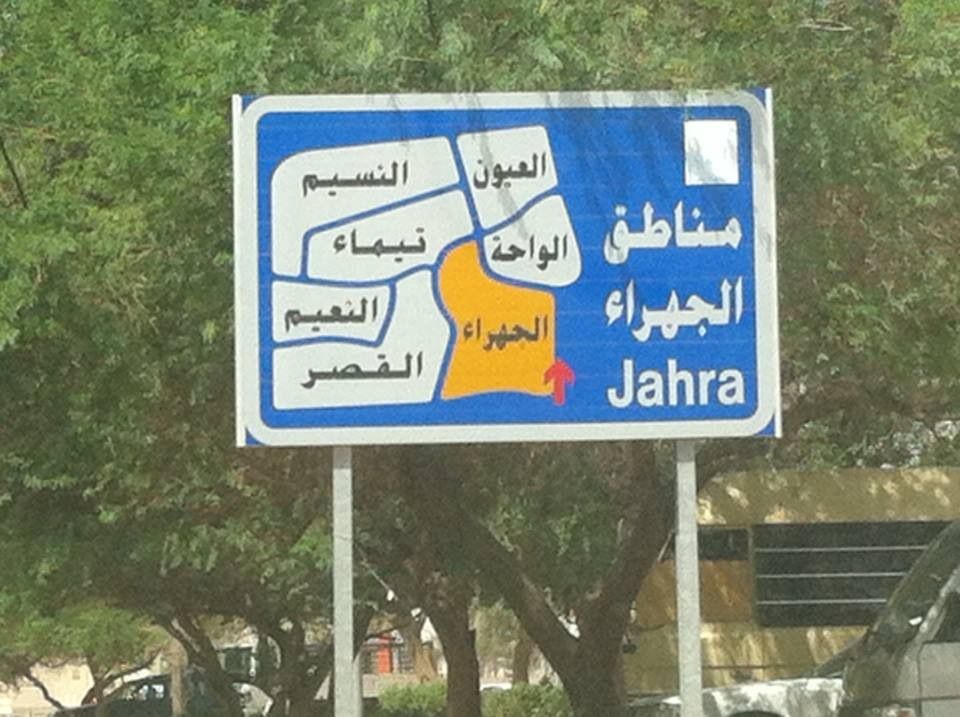 مناطق
الجهراء
Jahra
العيون
النسيم
الواحة
تيماء
النعيم
الجهراء
القصر